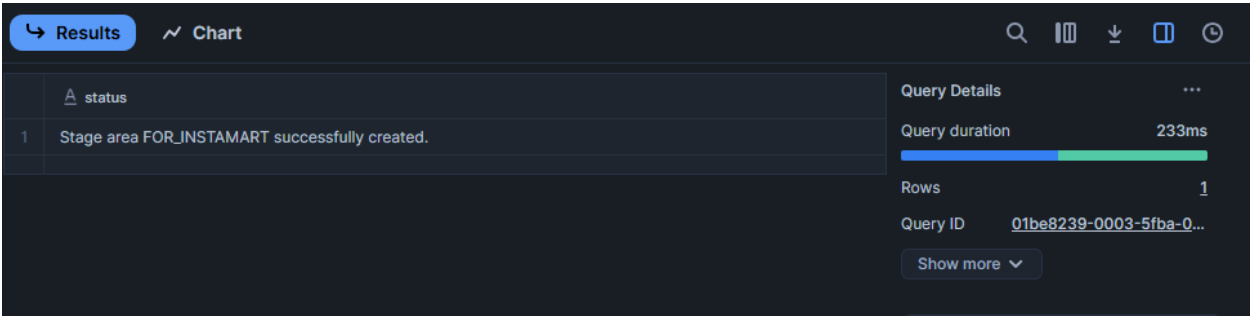 Results
Chart
A status
1 Stage area FOR_INSTAMART successfully created.
Query Details
...
Query duration 233ms
Rows 1
Query ID 01be8239-0003-5fba-0...
Show more